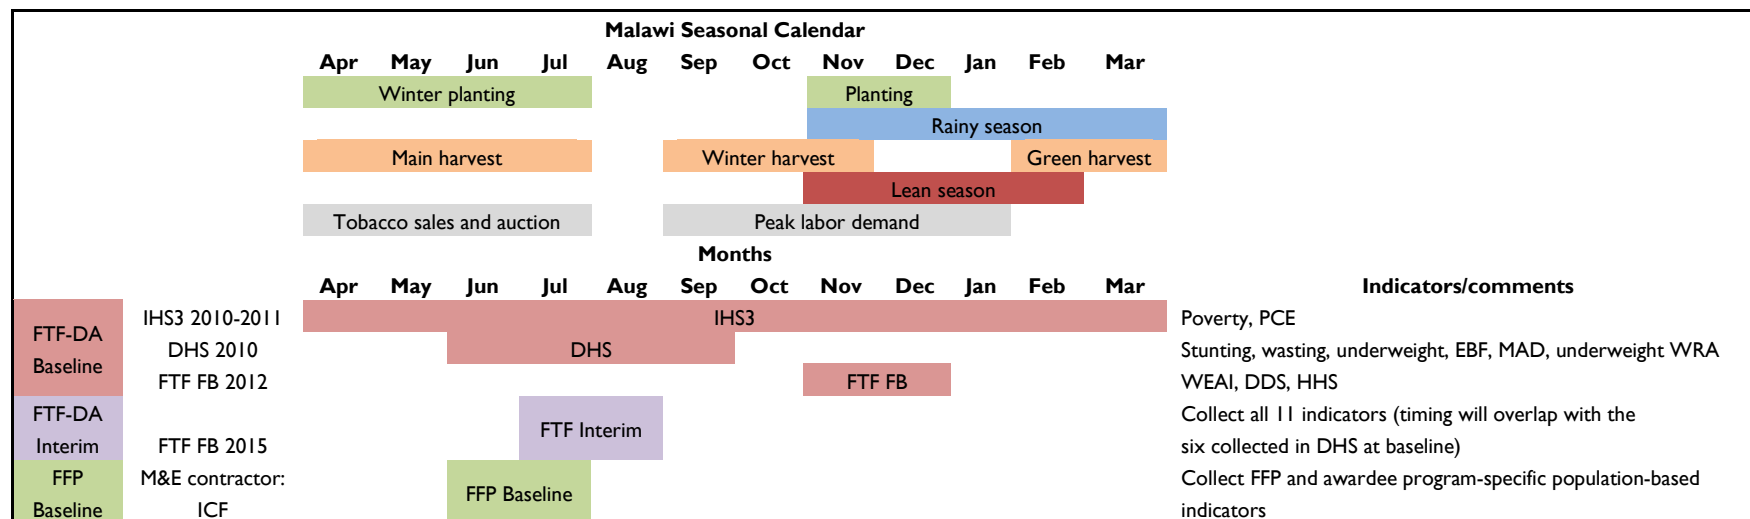 Malawi Seasonal Calendar
Apr May Jun Jul Aug Sep Oct Nov Dec Jan Feb Mar
Winter planting Planting
Rainy season
Main harvest Winter harvest Green harvest
Lean season
Tobacco sales and auction Peak labor demand
Months
Apr May Jun Jul Aug Sep Oct Nov Dec Jan Feb Mar Indicators/comments
FTF-DA
Baseline
IHS3 2010-2011 IHS3 Poverty, PCE
DHS 2010 DHS Stunting, wasting, underweight, EBF, MAD, underweight WRA
FTF FB 2012 FTF FB WEAI, DDS, HHS
FTF-DA
Interim
FTF FB 2015 FTF Interim
Collect all 11 indicators (timing will overlap with the
six collected in DHS at baseline)
FFP
Baseline
M&E contractor:
ICF
FFP Baseline
Collect FFP and awardee program-specific population-based
indicators